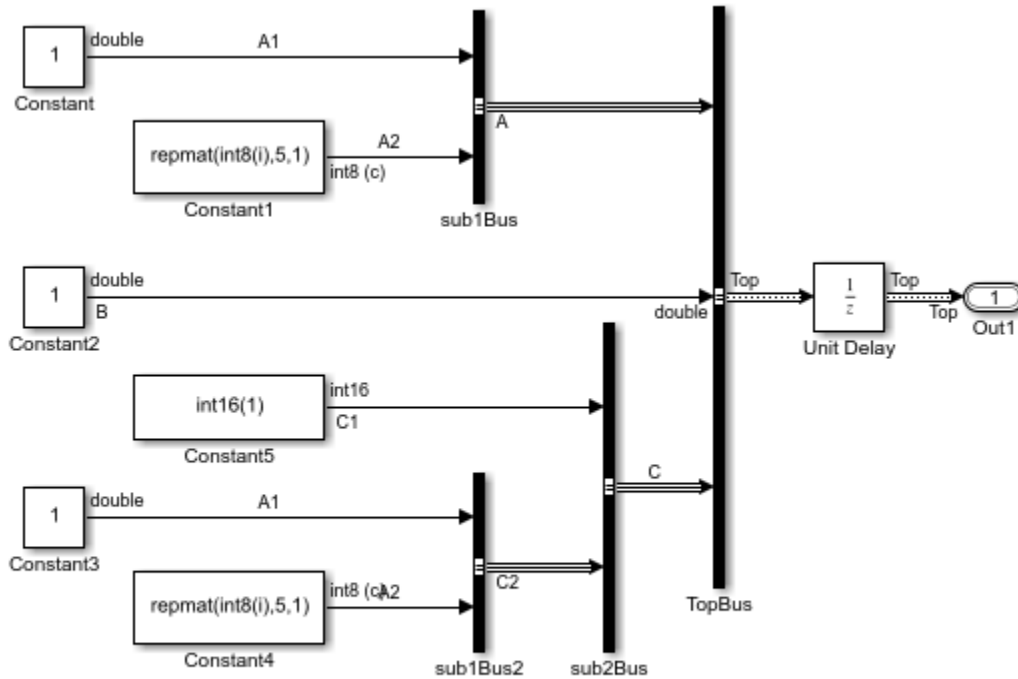 double
A1
1
Constant
A
repmat(int8(i),5,1)
A2
int8 (c)
Constant1
sub1Bus
double
1
B
Constant2
double
Top
1
z
Top
Top
1
Out1
Unit Delay
int16(1)
int16
C1
Constant5
C
double
A1
1
Constant3
C2
repmat(int8(i),5,1)
int8 (c)
A2
Constant4
TopBus
sub1Bus2
sub2Bus